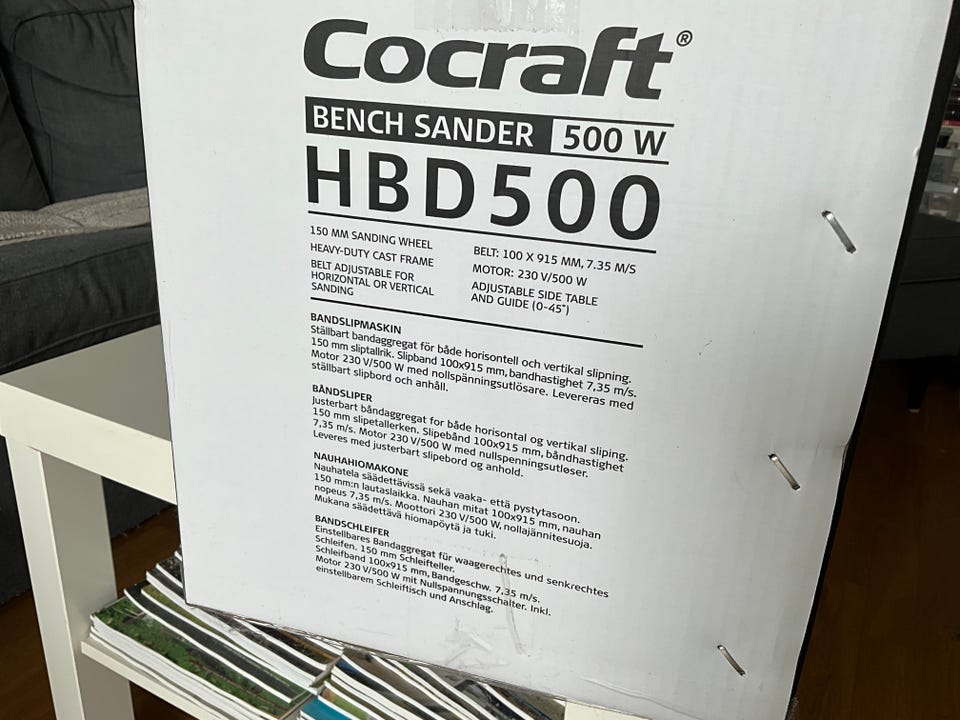 Cocraft®
BENCH SANDER 500 W
HBD500
150 MM SANDING WHEEL
HEAVY-DUTY CAST FRAME
BELT ADJUSTABLE FOR
HORIZONTAL OR VERTICAL
SANDING
BELT: 100 X 915 MM, 7.35 M/S
MOTOR: 230 V/500 W
ADJUSTABLE SIDE TABLE
AND GUIDE (0-45°)
BANDSLIPMASKIN
Ställbart bandaggregat för både horisontell och vertikal slipning.
150 mm sliptallrik. Slipband 100x915 mm, bandhastighet 7,35 m/s.
Motor 230 V/500 W med nollspänningsutlösare. Levereras med
ställbart slipbord och anhåll.
BÅNDSLIPER
Justerbart båndaggregat for både horisontal og vertikal sliping.
150 mm slipetallerken. Slipebånd 100x915 mm, båndhastighet
7,35 m/s. Motor 230 V/500 W med nullspenningsutløser.
Leveres med justerbart slipebord og anhold.
NAUHAHIOMAKONE
Nauhatela säädettävissä sekä vaaka- että pystytasoon.
150 mm:n lautaslaikka. Nauhan mitat 100x915 mm, nauhan
nopeus 7,35 m/s. Moottori 230 V/500 W, nollajännitesuoja.
Mukana säädettävä hiomapöytä ja tuki.
BANDSCHLEIFER
Einstellbares Bandaggregat für waagerechtes und senkrechtes
Schleifen. 150 mm Schleifteller.
Schleifband 100x915 mm, Bandgeschw. 7,35 m/s.
Motor 230 V/500 W mit Nullspannungsschalter. Inkl.
einstellbarem Schleiftisch und Anschlag.